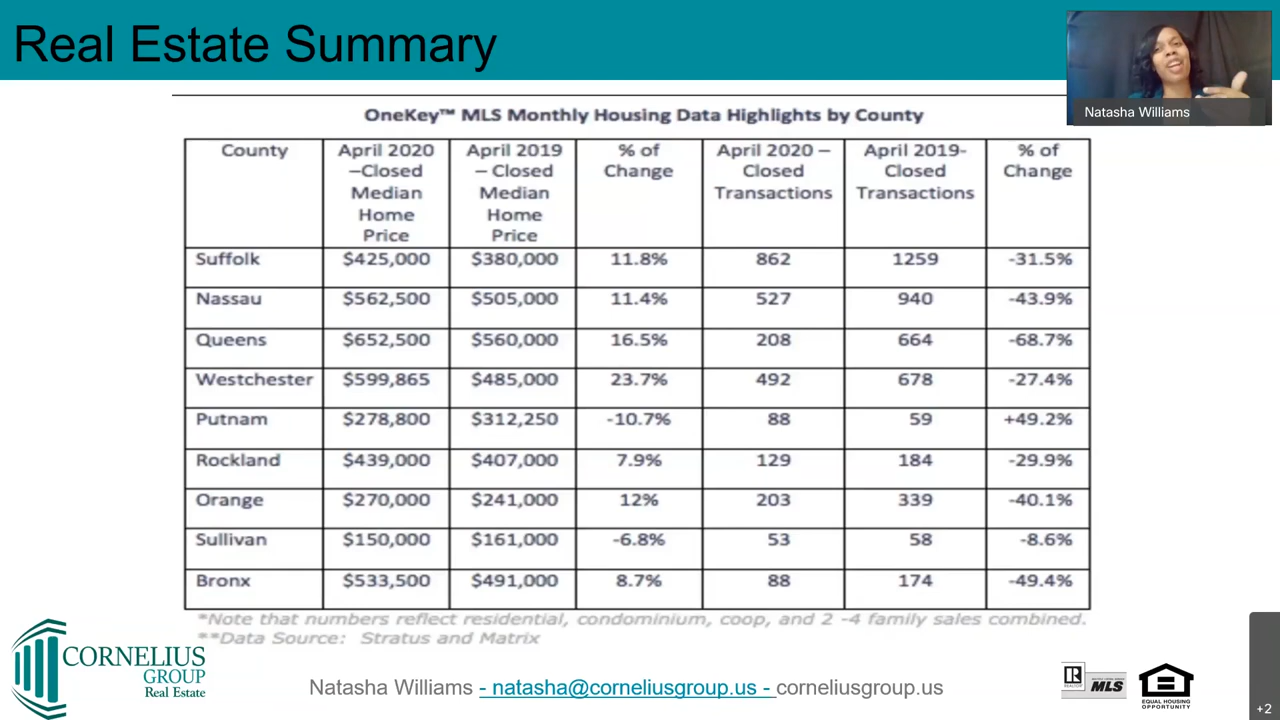 Real Estate Summary
Natasha Williams
OneKey™ MLS Monthly Housing Data Highlights by County
County April 2020 –Closed Median Home Price April 2019 – Closed Median Home Price % of Change April 2020 – Closed Transactions April 2019- Closed Transactions % of Change
Suffolk $425,000 $380,000 11.8% 862 1259 -31.5%
Nassau $562,500 $505,000 11.4% 527 940 -43.9%
Queens $652,500 $560,000 16.5% 208 664 -68.7%
Westchester $599,865 $485,000 23.7% 492 678 -27.4%
Putnam $278,800 $312,250 -10.7% 88 59 +49.2%
Rockland $439,000 $407,000 7.9% 129 184 -29.9%
Orange $270,000 $241,000 12% 203 339 -40.1%
Sullivan $150,000 $161,000 -6.8% 53 58 -8.6%
Bronx $533,500 $491,000 8.7% 88 174 -49.4%
*Note that numbers reflect residential, condominium, coop, and 2 -4 family sales combined.
**Data Source: Stratus and Matrix
CORNELIUS
GROUP
Real Estate
Natasha Williams - natasha@corneliusgroup.us - corneliusgroup.us
R MLS
REALTOR
EQUAL HOUSING
OPPORTUNITY
+2